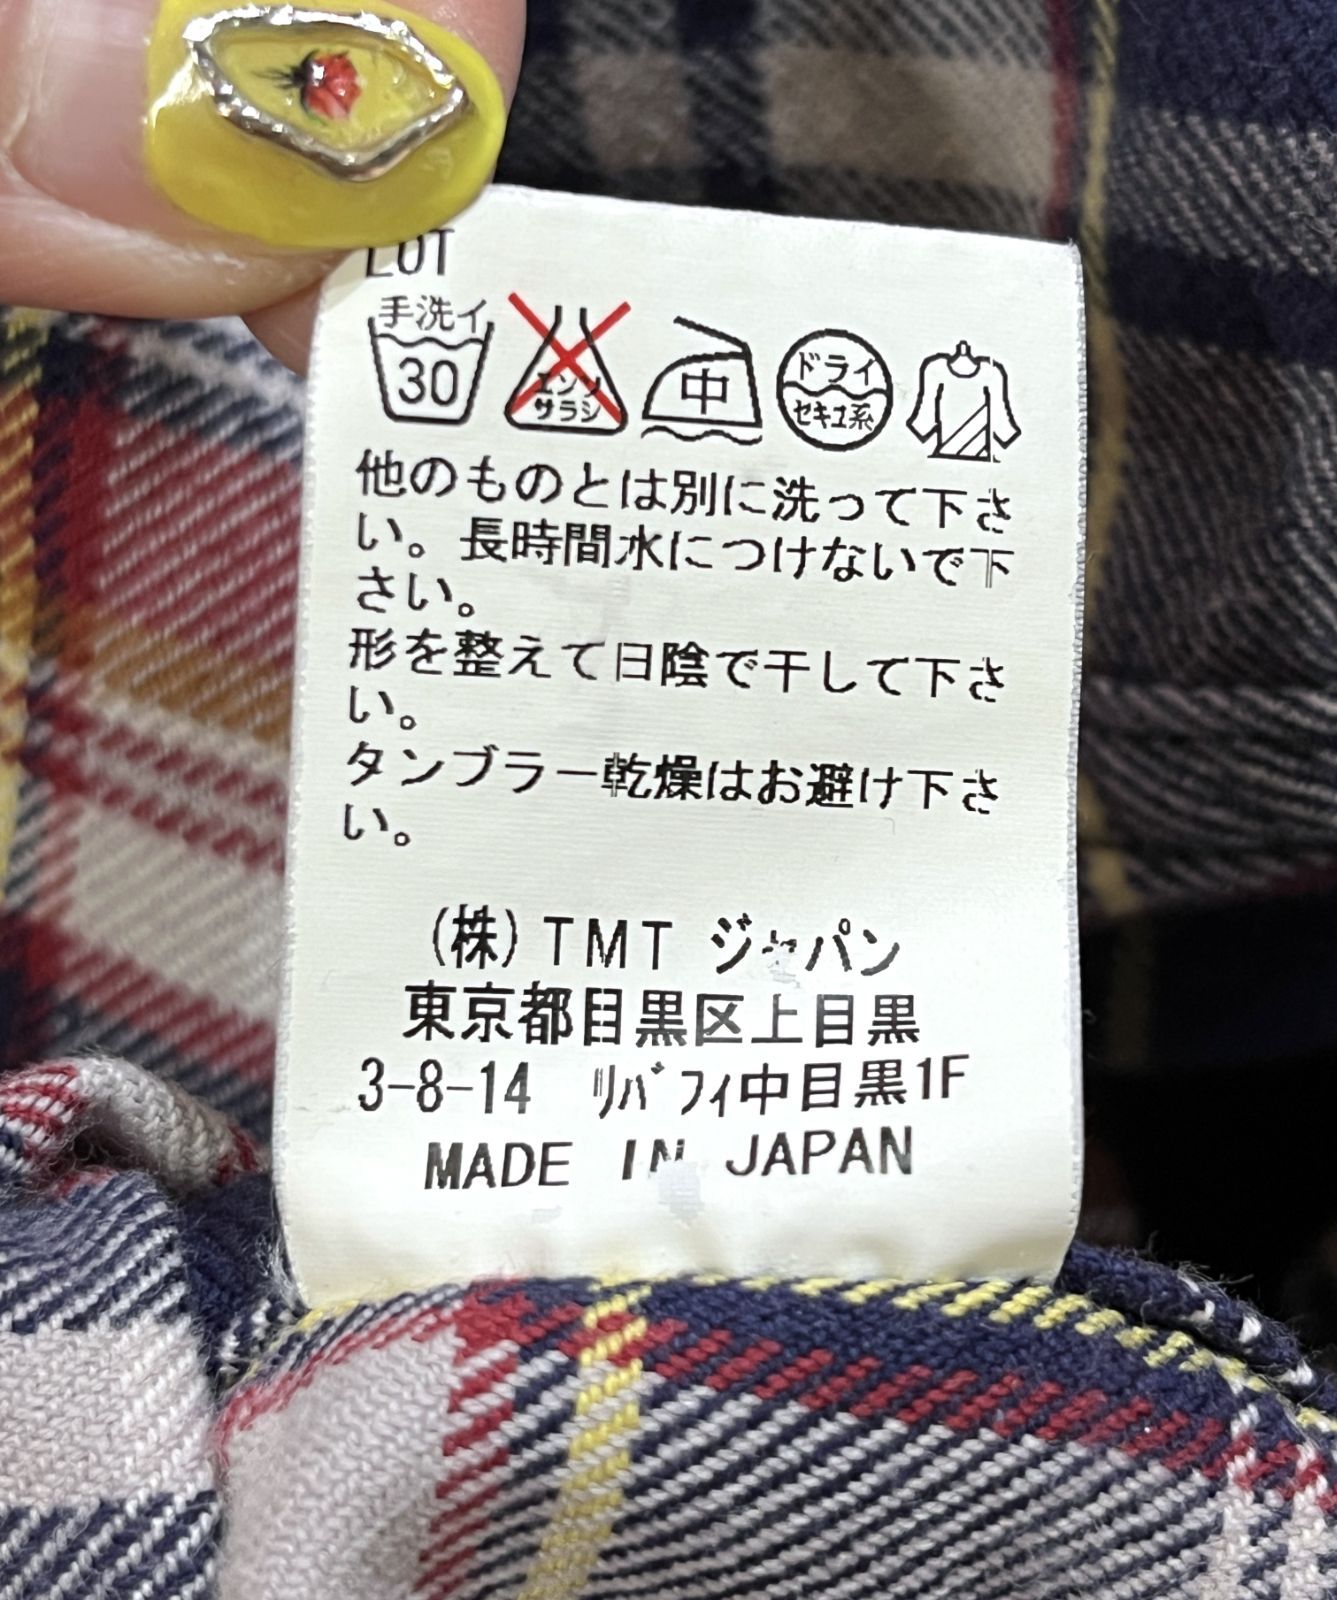 LOT
手洗イ
30
エンソ
サラシ
中
ドライ
セキユ系
他のものとは別に洗って下さ
い。長時間水につけないで下
さい。
形を整えて日陰で干して下さ
い。
タンブラー乾燥はお避け下さ
い。
(株)TMT ジャパン
東京都目黒区上目黒
3-8-14 ﾘﾊﾞﾌｨ中目黒1F
MADE IN JAPAN